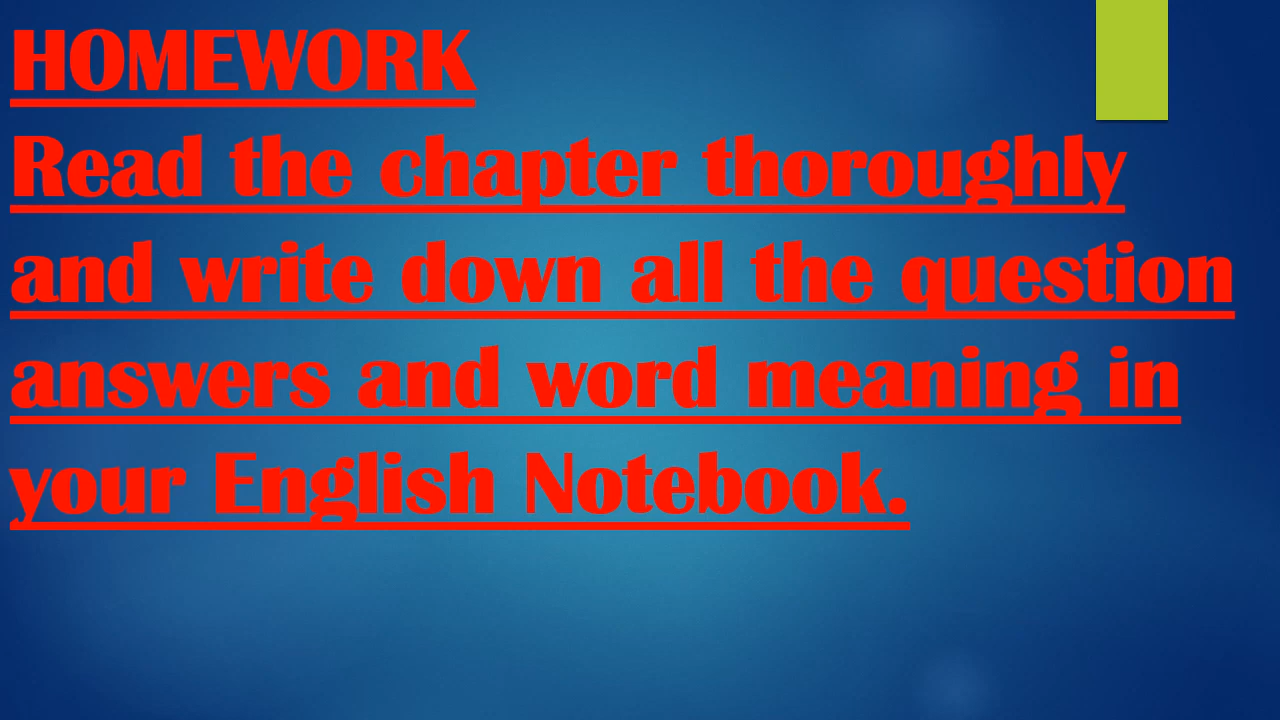 HOMEWORK
Read the chapter thoroughly
and write down all the question
answers and word meaning in
your English Notebook.